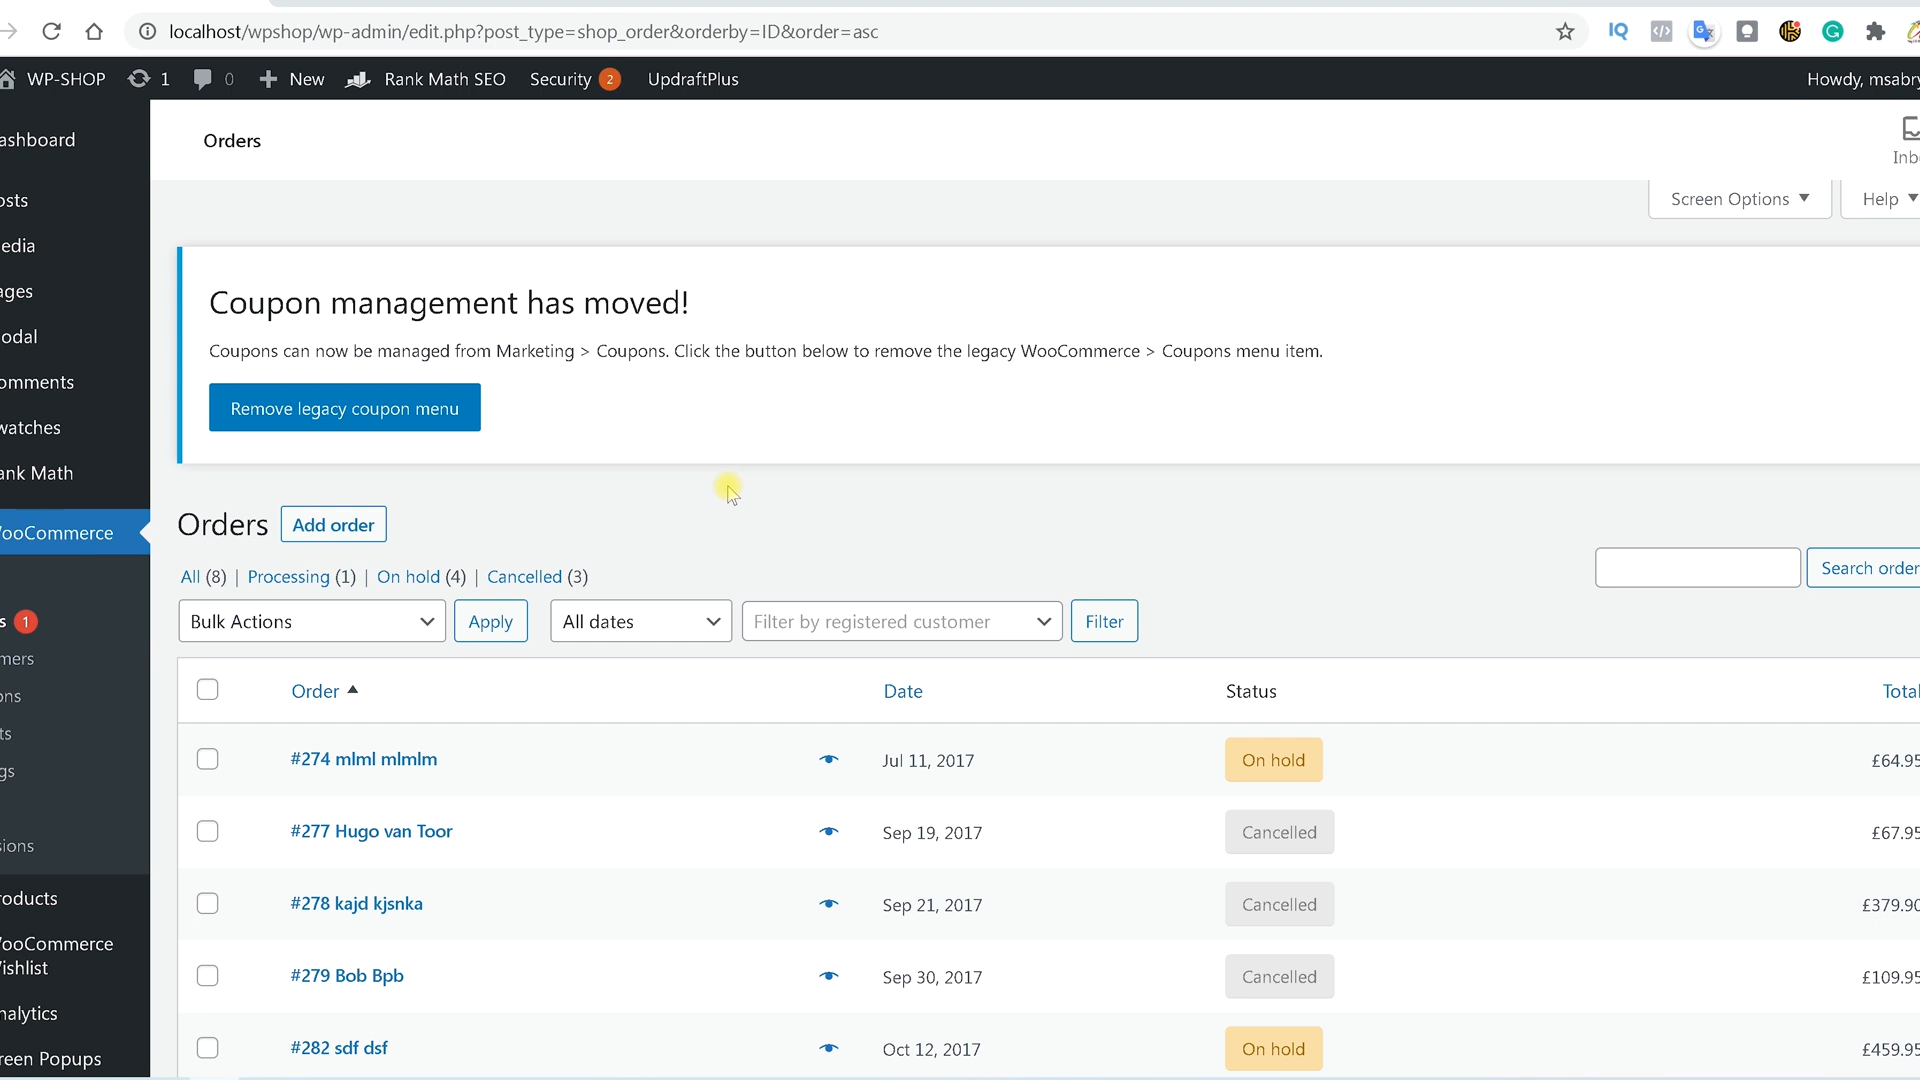 localhost/wpshop/wp-admin/edit.php?post_type=shop_order&orderby=ID&order=asc
IQ
WP-SHOP 1 0 New Rank Math SEO Security 2 UpdraftPlus Howdy, msabry
ashboard
Orders
Inb
osts
Screen Options Help
edia
ages
odal
omments
watches
ank Math
Coupon management has moved!
Coupons can now be managed from Marketing > Coupons. Click the button below to remove the legacy WooCommerce > Coupons menu item.
Remove legacy coupon menu
ooCommerce
s 1
mers
ons
ts
gs
sions
roducts
ooCommerce
ishlist
nalytics
reen Popups
Orders Add order
All (8) | Processing (1) | On hold (4) | Cancelled (3)
Search order
Bulk Actions Apply All dates Filter by registered customer Filter
Order Date Status Total
#274 mlml mlmlm Jul 11, 2017 On hold £64.95
#277 Hugo van Toor Sep 19, 2017 Cancelled £67.95
#278 kajd kjsnka Sep 21, 2017 Cancelled £379.90
#279 Bob Bpb Sep 30, 2017 Cancelled £109.95
#282 sdf dsf Oct 12, 2017 On hold £459.95